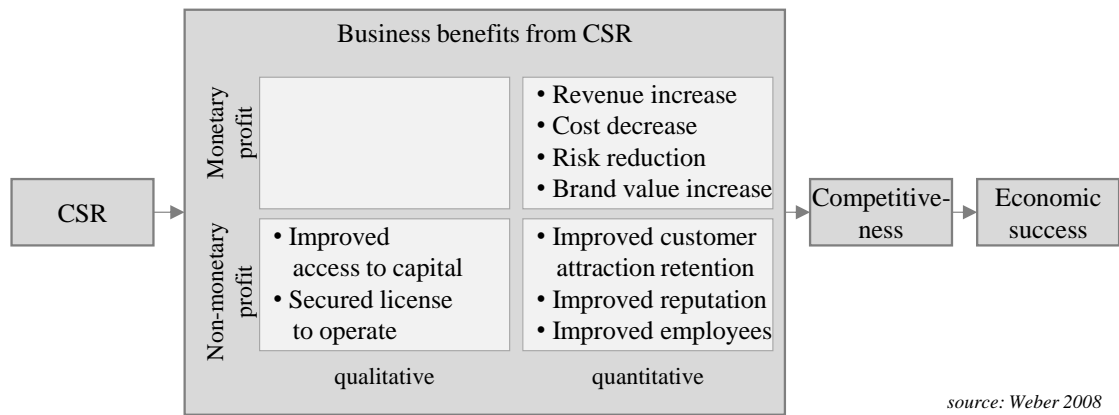 Business benefits from CSR
Monetary
profit
• Revenue increase
• Cost decrease
• Risk reduction
• Brand value increase
CSR
Competitive-
ness
Economic
success
Non-monetary
profit
• Improved
access to capital
• Secured license
to operate
• Improved customer
attraction retention
• Improved reputation
• Improved employees
qualitative
quantitative
source: Weber 2008